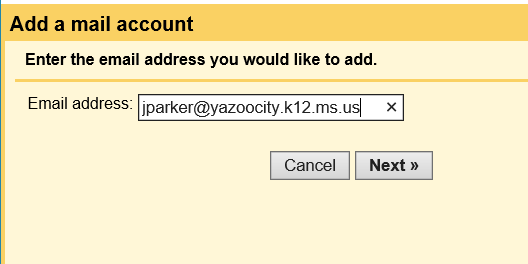 Add a mail account
Enter the email address you would like to add.
Email address: jparker@yazoocity.k12.ms.us ×
Cancel Next »